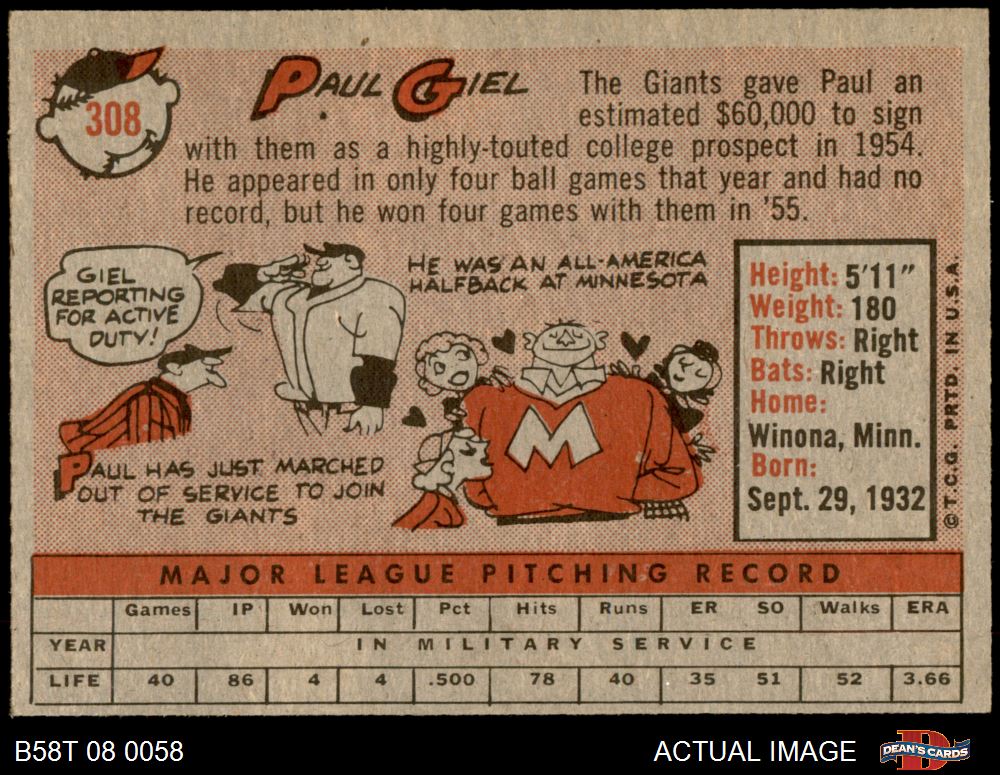 308
PAUL GIEL
The Giants gave Paul an
estimated $60,000 to sign
with them as a highly-touted college prospect in 1954.
He appeared in only four ball games that year and had no
record, but he won four games with them in '55.
GIEL
REPORTING
FOR ACTIVE
DUTY!
HE WAS AN ALL-AMERICA
HALFBACK AT MINNESOTA
M
PAUL HAS JUST MARCHED
OUT OF SERVICE TO JOIN
THE GIANTS
Height: 5'11"
Weight: 180
Throws: Right
Bats: Right
Home:
Winona, Minn.
Born:
Sept. 29, 1932
©T.C.G. PRTD. IN U.S.A.
MAJOR LEAGUE PITCHING RECORD
Games IP Won Lost Pct Hits Runs ER SO Walks ERA
YEAR IN MILITARY SERVICE
LIFE 40 86 4 4 .500 78 40 35 51 52 3.66
B58T 08 0058
ACTUAL IMAGE
DEAN'S CARDS